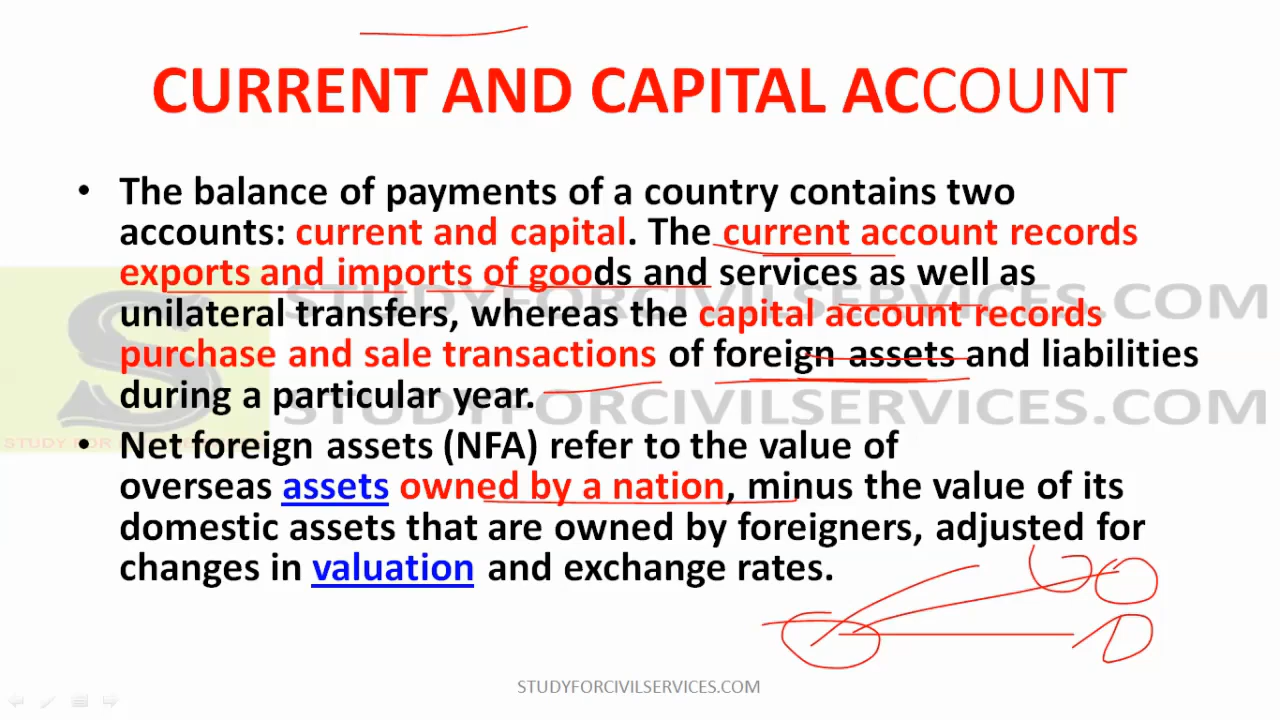 CURRENT AND CAPITAL ACCOUNT
• The balance of payments of a country contains two
accounts: current and capital. The current account records
exports and imports of goods and services as well as
STUDYFORCIVILSERVICES.COM
unilateral transfers, whereas the capital account records
purchase and sale transactions of foreign assets and liabilities
during a particular year.
STUDYFORCIVILSERVICES.COM
• Net foreign assets (NFA) refer to the value of
overseas assets owned by a nation, minus the value of its
domestic assets that are owned by foreigners, adjusted for
changes in valuation and exchange rates.
STUDYFORCIVILSERVICES.COM